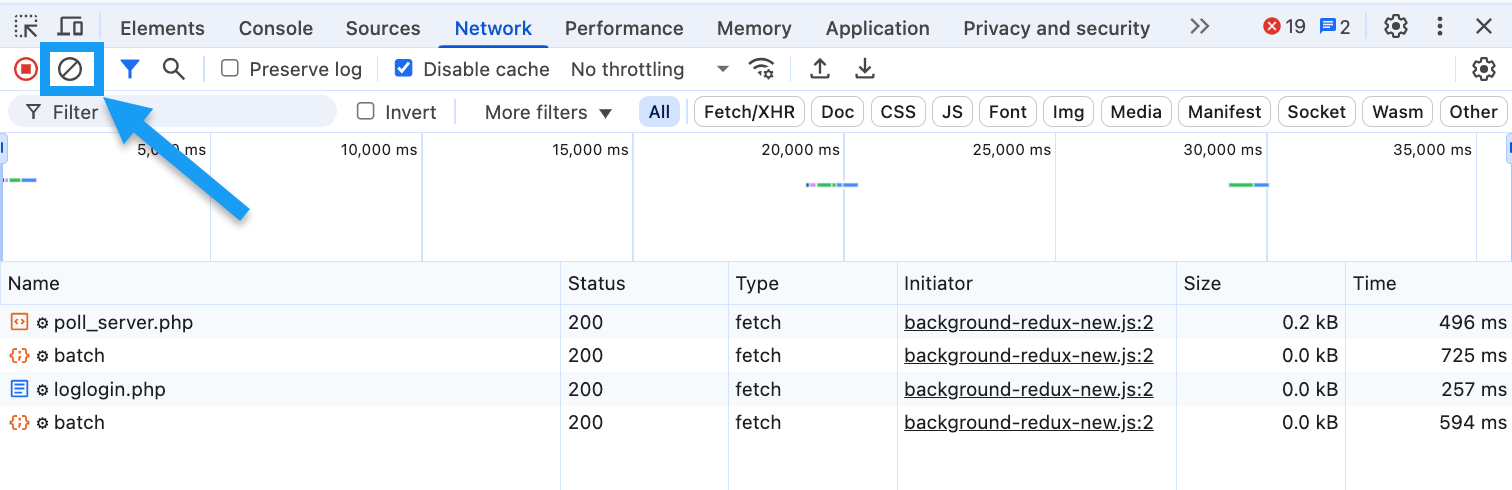 Elements Console Sources Network Performance Memory Application Privacy and security 19 2
Preserve log Disable cache No throttling
Filter Invert More filters All Fetch/XHR Doc CSS JS Font Img Media Manifest Socket Wasm Other
5,000 ms 10,000 ms 15,000 ms 20,000 ms 25,000 ms 30,000 ms 35,000 ms
Name Status Type Initiator Size Time
poll_server.php 200 fetch background-redux-new.js:2 0.2 kB 496 ms
batch 200 fetch background-redux-new.js:2 0.0 kB 725 ms
loglogin.php 200 fetch background-redux-new.js:2 0.0 kB 257 ms
batch 200 fetch background-redux-new.js:2 0.0 kB 594 ms